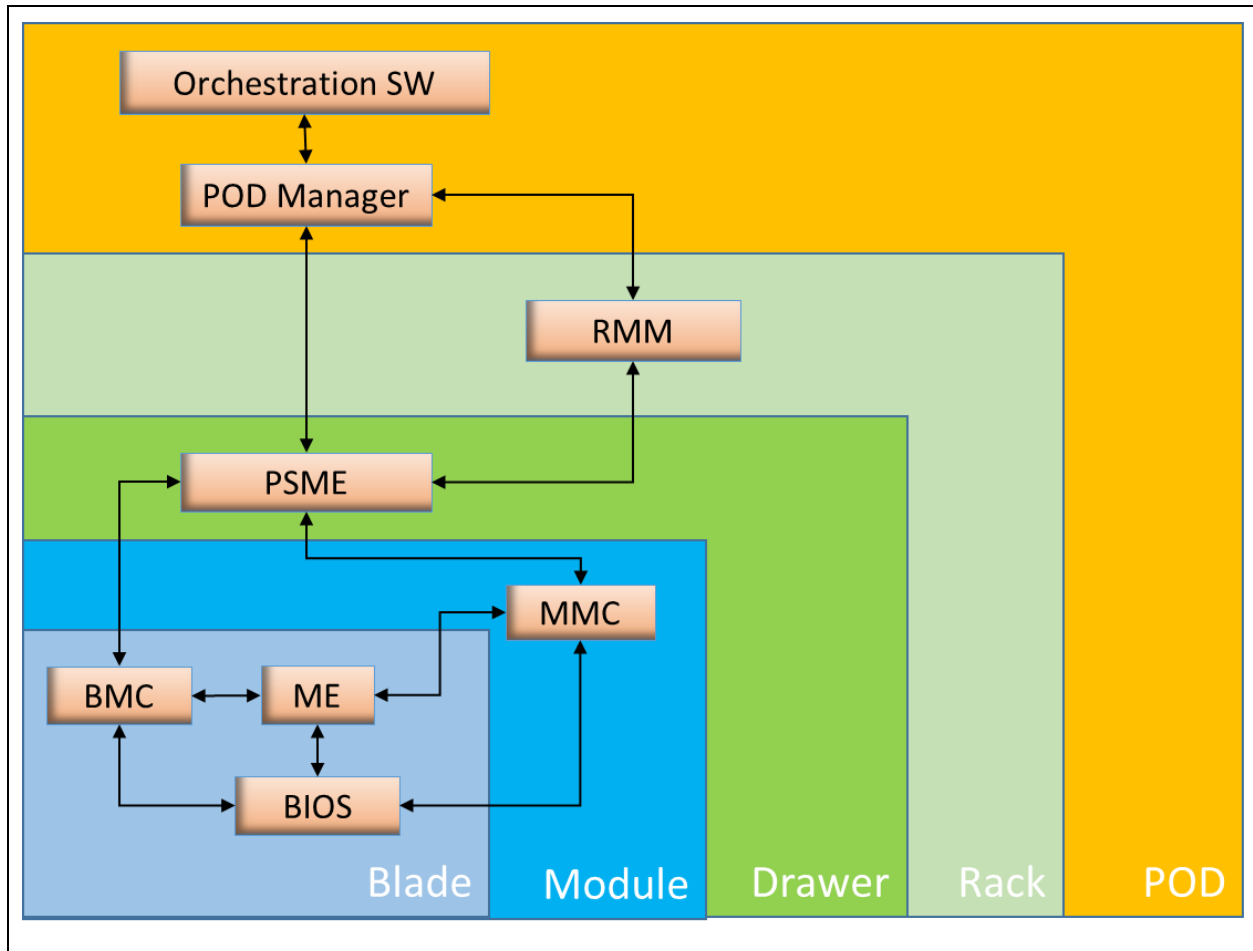 Orchestration SW
POD Manager
RMM
PSME
MMC
BMC
ME
BIOS
Blade
Module
Drawer
Rack
POD